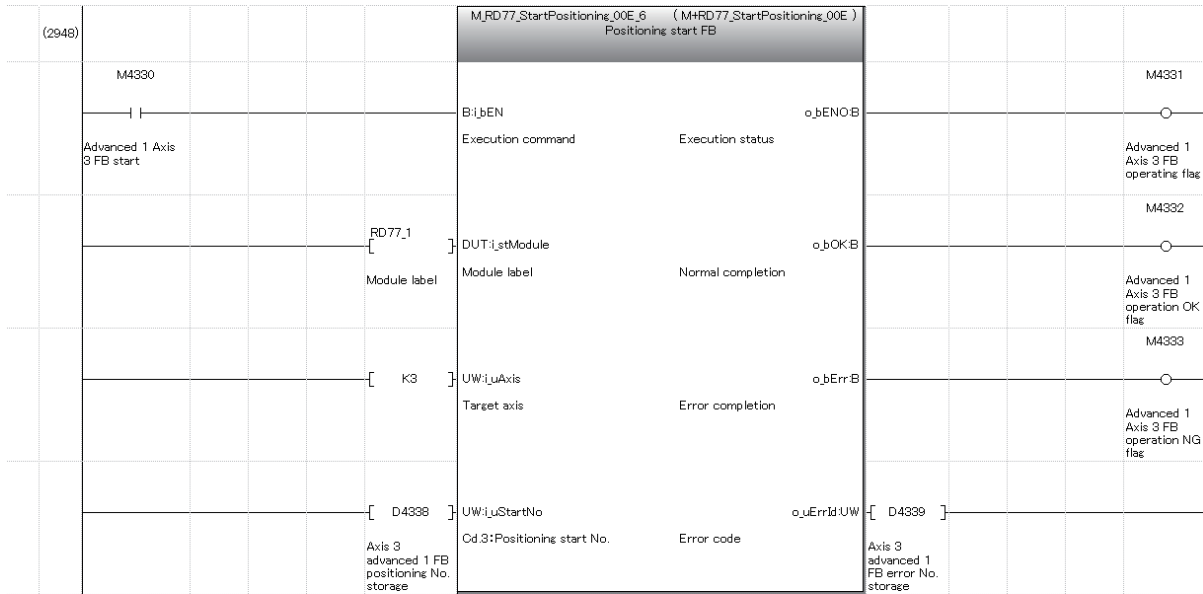 M_RD77_StartPositioning_00E_6 ( M+RD77_StartPositioning_00E )
Positioning start FB
(2948)
M4330
M4331
B:i_bEN
o_bENO:B
Advanced 1 Axis
3 FB start
Execution command
Execution status
Advanced 1
Axis 3 FB
operating flag
M4332
RD77_1
DUT:i_stModule
o_bOK:B
Module label
Module label
Normal completion
Advanced 1
Axis 3 FB
operation OK
flag
M4333
K3
UW:i_uAxis
o_bErr:B
Target axis
Error completion
Advanced 1
Axis 3 FB
operation NG
flag
D4338
UW:i_uStartNo
o_uErrId:UW
D4339
Axis 3
advanced 1 FB
positioning No.
storage
Cd.3:Positioning start No.
Error code
Axis 3
advanced 1
FB error No.
storage